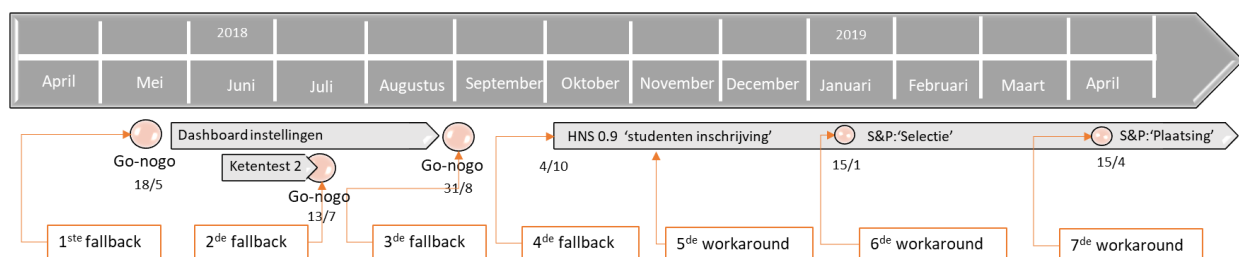 2018
2019
April
Mei
Juni
Juli
Augustus
September
Oktober
November
December
Januari
Februari
Maart
April
Dashboard instellingen
HNS 0.9 ‘studenten inschrijving’
S&P:‘Selectie’
S&P:‘Plaatsing’
Go-nogo
18/5
Ketentest 2
Go-nogo
13/7
Go-nogo
31/8
4/10
15/1
15/4
1ste fallback
2de fallback
3de fallback
4de fallback
5de workaround
6de workaround
7de workaround